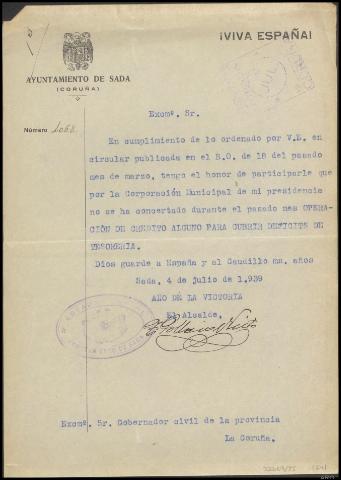 ¡VIVA ESPAÑA!
AYUNTAMIENTO DE SADA
(CORUÑA)
Número 1068
Excmº. Sr.
En cumplimiento de lo ordenado por V.E. en
circular publicada en el B.O. de 18 del pasado
mes de marzo, tengo el honor de participarle que
por la Corporación Municipal de mi presidencia
no se ha concertado durante el pasado mes OPERA-
CIÓN DE CREDITO ALGUNO PARA CUBRIR DEFICITS DE
TESORERIA.
Dios guarde a España y al Caudillo ms. años
Sada, 4 de julio de 1.939
AÑO DE LA VICTORIA
El Alcalde,
Excmº. Sr. Gobernador civil de la provincia
La Coruña.